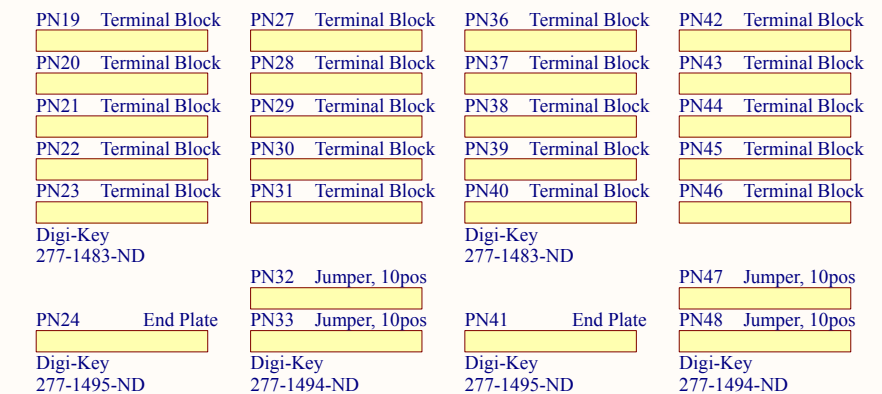 PN19 Terminal Block PN27 Terminal Block PN36 Terminal Block PN42 Terminal Block
PN20 Terminal Block PN28 Terminal Block PN37 Terminal Block PN43 Terminal Block
PN21 Terminal Block PN29 Terminal Block PN38 Terminal Block PN44 Terminal Block
PN22 Terminal Block PN30 Terminal Block PN39 Terminal Block PN45 Terminal Block
PN23 Terminal Block PN31 Terminal Block PN40 Terminal Block PN46 Terminal Block
Digi-Key Digi-Key
277-1483-ND 277-1483-ND
PN32 Jumper, 10pos PN47 Jumper, 10pos
PN24 End Plate PN33 Jumper, 10pos PN41 End Plate PN48 Jumper, 10pos
Digi-Key Digi-Key Digi-Key Digi-Key
277-1495-ND 277-1494-ND 277-1495-ND 277-1494-ND